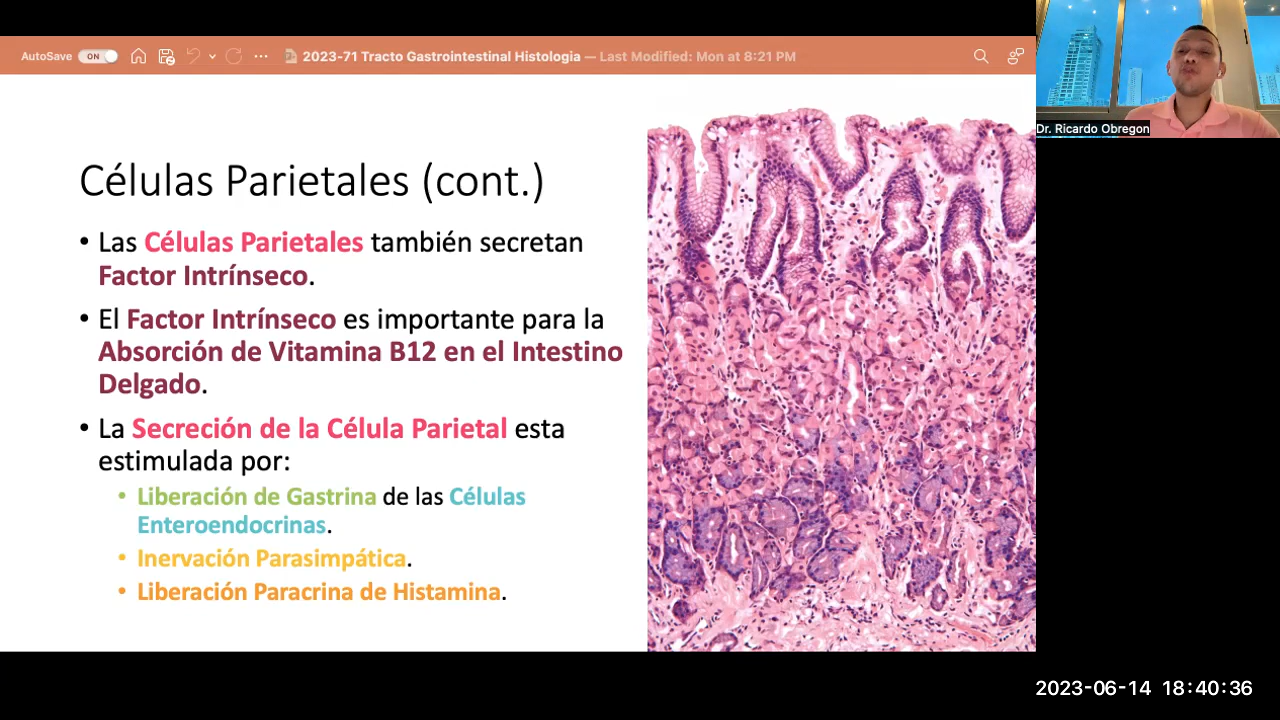 AutoSave ON 2023-71 Tracto Gastrointestinal Histologia — Last Modified: Mon at 8:21 PM
Dr. Ricardo Obregon
Células Parietales (cont.)
• Las Células Parietales también secretan
Factor Intrínseco.
• El Factor Intrínseco es importante para la
Absorción de Vitamina B12 en el Intestino
Delgado.
• La Secreción de la Célula Parietal esta
estimulada por:
• Liberación de Gastrina de las Células
Enteroendocrinas.
• Inervación Parasimpática.
• Liberación Paracrina de Histamina.
2023-06-14 18:40:36